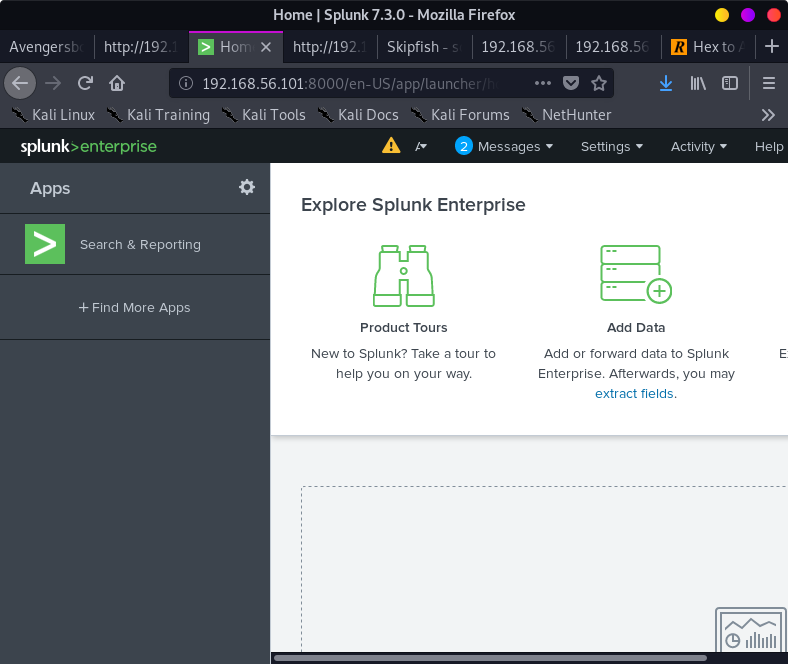 Home | Splunk 7.3.0 - Mozilla Firefox
Avengersb
http://192.1
Hom
http://192.1
Skipfish - s
192.168.56
192.168.56
R Hex to A
192.168.56.101:8000/en-US/app/launcher/h
Kali Linux
Kali Training
Kali Tools
Kali Docs
Kali Forums
NetHunter
splunk>enterprise
2 Messages
Settings
Activity
Help
Apps
Explore Splunk Enterprise
> Search & Reporting
+ Find More Apps
Product Tours
New to Splunk? Take a tour to
help you on your way.
Add Data
Add or forward data to Splunk
Enterprise. Afterwards, you may
extract fields.